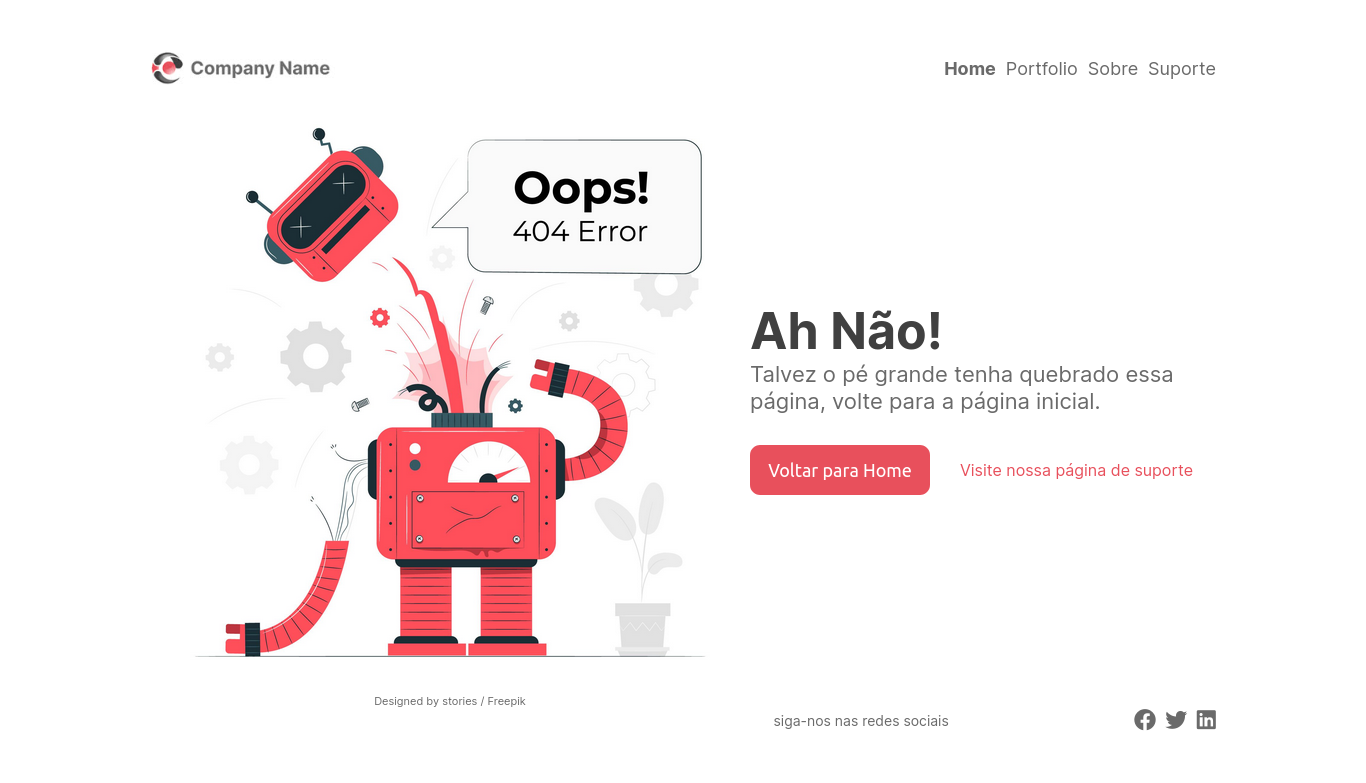 Company Name
Home Portfolio Sobre Suporte
Oops!
404 Error
Ah Não!
Talvez o pé grande tenha quebrado essa
página, volte para a página inicial.
Voltar para Home
Visite nossa página de suporte
Designed by stories / Freepik
siga-nos nas redes sociais